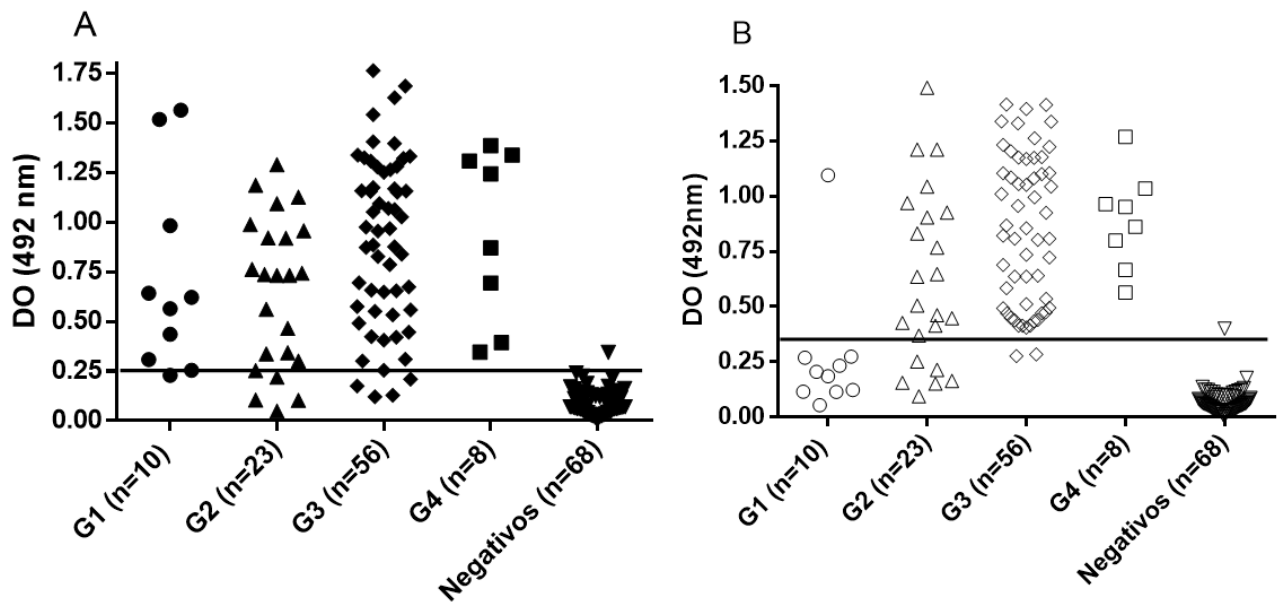 A
DO (492 nm)
1.75
1.50
1.25
1.00
0.75
0.50
0.25
0.00
G1 (n=10)
G2 (n=23)
G3 (n=56)
G4 (n=8)
Negativos (n=68)
B
DO (492nm)
1.50
1.25
1.00
0.75
0.50
0.25
0.00
G1 (n=10)
G2 (n=23)
G3 (n=56)
G4 (n=8)
Negativos (n=68)